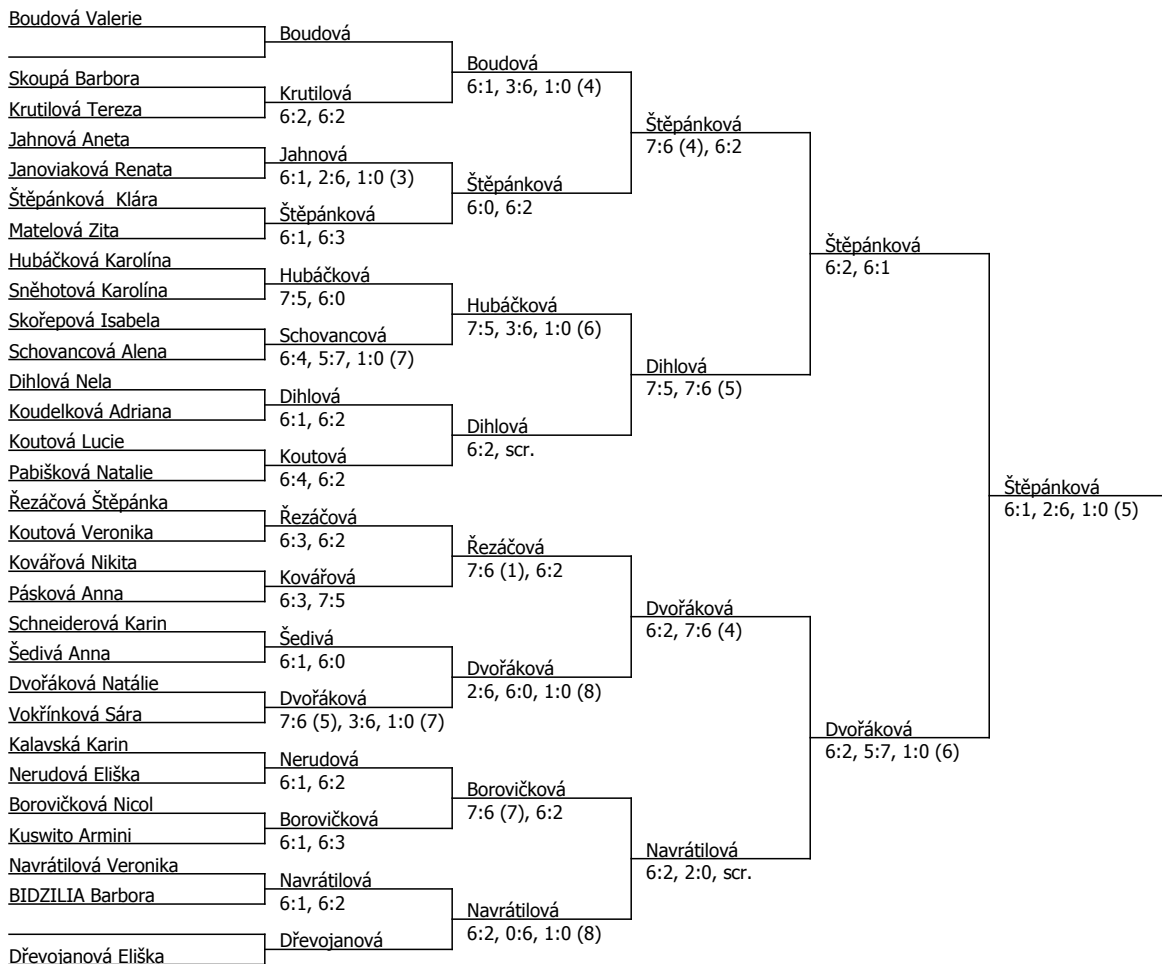 Boudová Valerie
Skoupá Barbora
Krutilová Tereza
Jahnová Aneta
Janoviaková Renata
Štěpánková  Klára
Matelová Zita
Hubáčková Karolína
Sněhotová Karolína
Skořepová Isabela
Schovancová Alena
Dihlová Nela
Koudelková Adriana
Koutová Lucie
Pabišková Natalie
Řezáčová Štěpánka
Koutová Veronika
Kovářová Nikita
Pásková Anna
Schneiderová Karin
Šedivá Anna
Dvořáková Natálie
Vokřínková Sára
Kalavská Karin
Nerudová Eliška
Borovičková Nicol
Kuswito Armini
Navrátilová Veronika
BIDZILIA Barbora
Dřevojanová Eliška
Boudová
Krutilová
6:2, 6:2
Jahnová
6:1, 2:6, 1:0 (3)
Štěpánková
6:1, 6:3
Hubáčková
7:5, 6:0
Schovancová
6:4, 5:7, 1:0 (7)
Dihlová
6:1, 6:2
Koutová
6:4, 6:2
Řezáčová
6:3, 6:2
Kovářová
6:3, 7:5
Šedivá
6:1, 6:0
Dvořáková
7:6 (5), 3:6, 1:0 (7)
Nerudová
6:1, 6:2
Borovičková
6:1, 6:3
Navrátilová
6:1, 6:2
Dřevojanová
Boudová
6:1, 3:6, 1:0 (4)
Štěpánková
6:0, 6:2
Hubáčková
7:5, 3:6, 1:0 (6)
Dihlová
6:2, scr.
Řezáčová
7:6 (1), 6:2
Dvořáková
2:6, 6:0, 1:0 (8)
Borovičková
7:6 (7), 6:2
Navrátilová
6:2, 0:6, 1:0 (8)
Štěpánková
7:6 (4), 6:2
Dihlová
7:5, 7:6 (5)
Dvořáková
6:2, 7:6 (4)
Navrátilová
6:2, 2:0, scr.
Štěpánková
6:2, 6:1
Dvořáková
6:2, 5:7, 1:0 (6)
Štěpánková
6:1, 2:6, 1:0 (5)